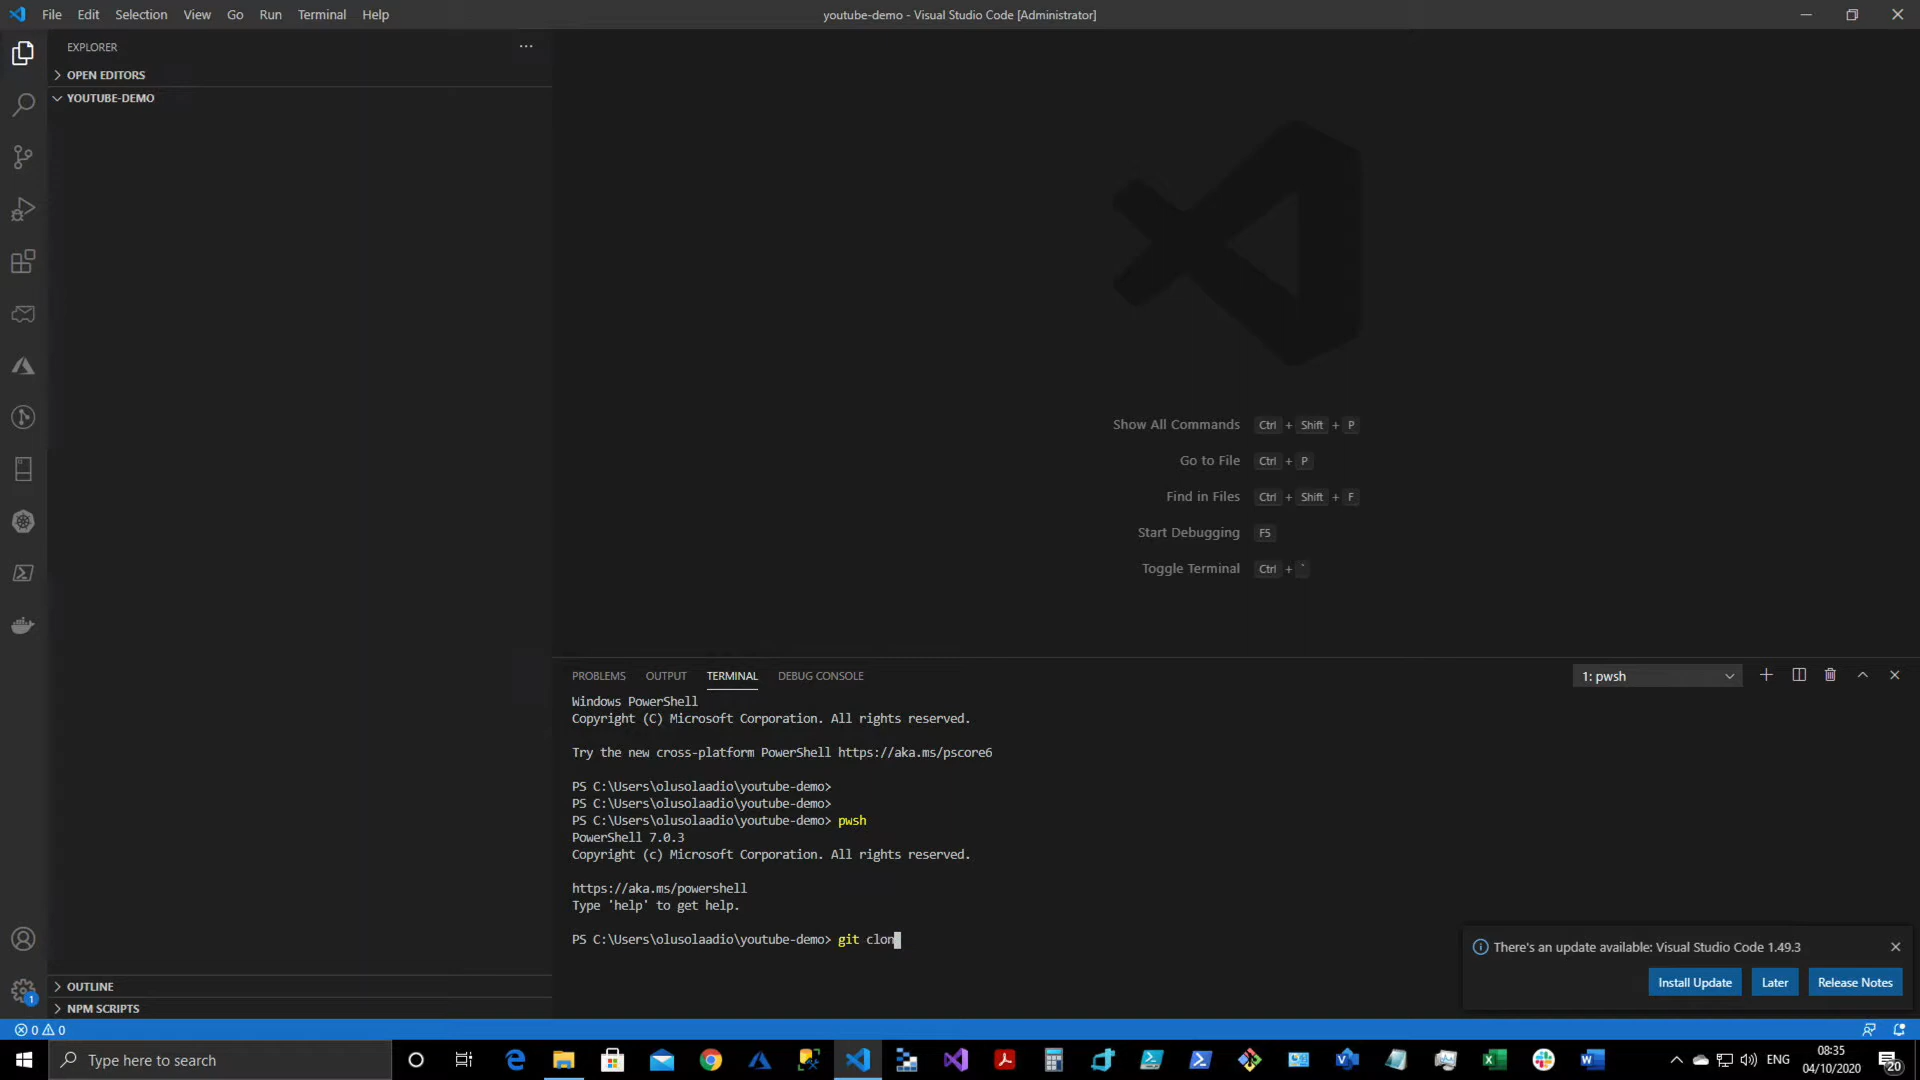 File Edit Selection View Go Run Terminal Help
youtube-demo - Visual Studio Code [Administrator]
EXPLORER
OPEN EDITORS
YOUTUBE-DEMO
Show All Commands Ctrl + Shift + P
Go to File Ctrl + P
Find in Files Ctrl + Shift + F
Start Debugging F5
Toggle Terminal Ctrl + `
PROBLEMS OUTPUT TERMINAL DEBUG CONSOLE
1: pwsh
Windows PowerShell
Copyright (C) Microsoft Corporation. All rights reserved.
Try the new cross-platform PowerShell https://aka.ms/pscore6
PS C:\Users\olusolaadio\youtube-demo>
PS C:\Users\olusolaadio\youtube-demo>
PS C:\Users\olusolaadio\youtube-demo> pwsh
PowerShell 7.0.3
Copyright (c) Microsoft Corporation. All rights reserved.
https://aka.ms/powershell
Type 'help' to get help.
PS C:\Users\olusolaadio\youtube-demo> git clon
There's an update available: Visual Studio Code 1.49.3
Install Update Later Release Notes
1
OUTLINE
NPM SCRIPTS
0 0
Type here to search
ENG
08:35
04/10/2020
20